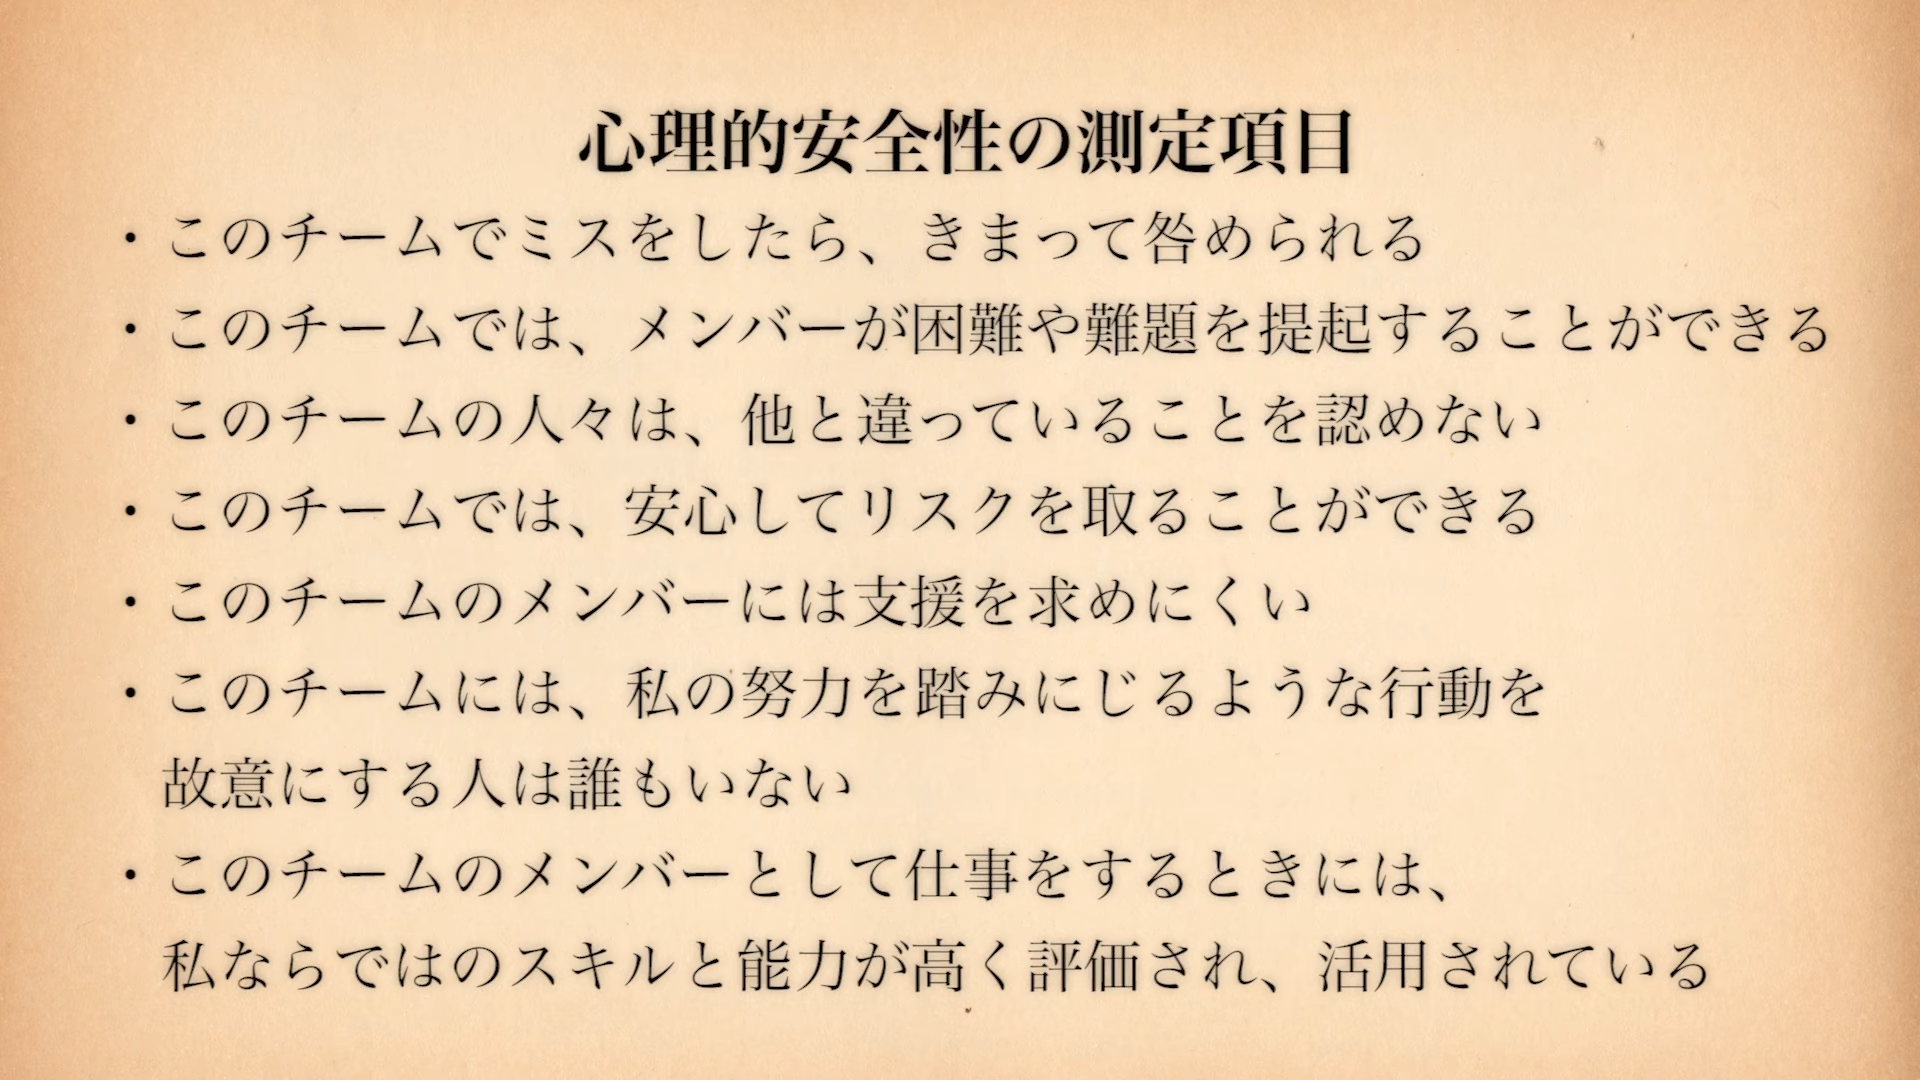 心理的安全性の測定項目
・このチームでミスをしたら、きまって咎められる
・このチームでは、メンバーが困難や難題を提起することができる
・このチームの人々は、他と違っていることを認めない
・このチームでは、安心してリスクを取ることができる
・このチームのメンバーには支援を求めにくい
・このチームには、私の努力を踏みにじるような行動を
故意にする人は誰もいない
・このチームのメンバーとして仕事をするときには、
私ならではのスキルと能力が高く評価され、活用されている